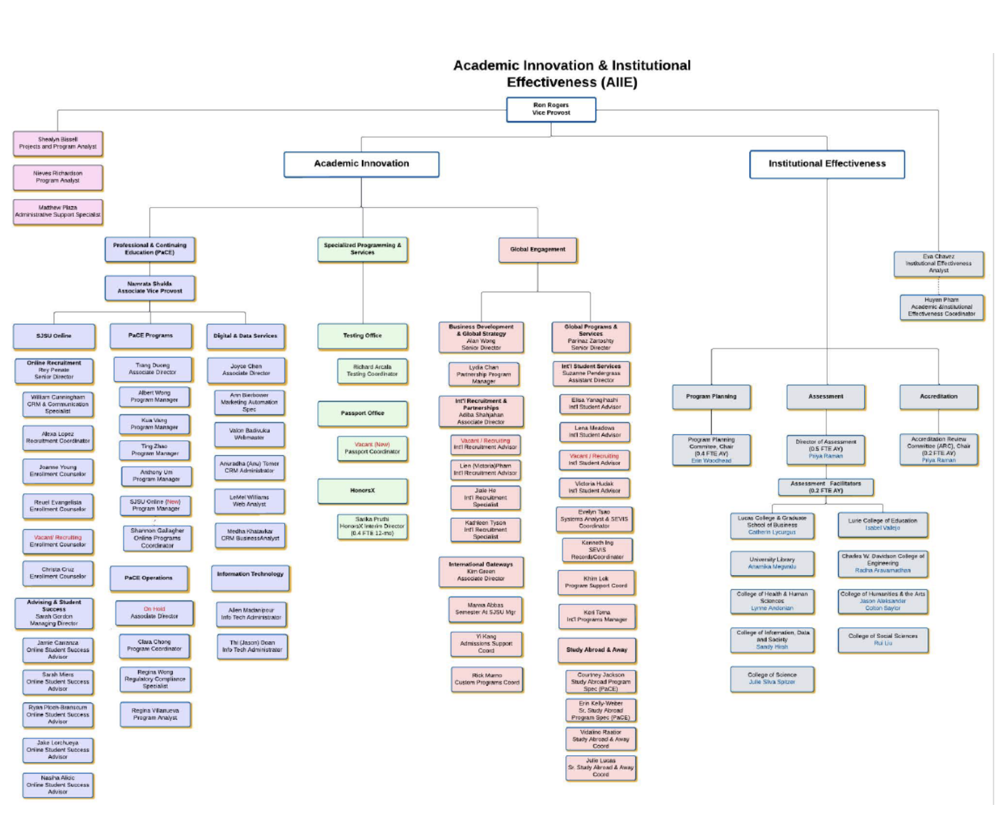 Academic Innovation & Institutional
Effectiveness (AIIE)
Ron Rogers
Vice Provost
Shealyn Bissell
Projects and Program Analyst
Nieves Richardson
Program Analyst
Matthew Plaza
Administrative Support Specialist
Academic Innovation
Institutional Effectiveness
Professional & Continuing
Education (PaCE)
Namrata Shukla
Associate Vice Provost
SJSU Online
Online Recruitment
Rey Penate
Senior Director
William Cunningham
CRM & Communication
Specialist
Alexa Lopez
Recruitment Coordinator
Joanne Young
Enrollment Counselor
Reuel Evangelista
Enrollment Counselor
Vacant/ Recruiting
Enrollment Counselor
Christa Cruz
Enrollment Counselor
Advising & Student
Success
Sarah Gordon
Managing Director
Jamie Carranza
Online Student Success
Advisor
Sarah Miers
Online Student Success
Advisor
Ryan Ploch-Branscum
Online Student Success
Advisor
Jake Lorchueya
Online Student Success
Advisor
Nasiha Alicic
Online Student Success
Advisor
PaCE Programs
Trang Duong
Associate Director
Albert Wong
Program Manager
Kua Vang
Program Manager
Ting Zhao
Program Manager
Anthony Um
Program Manager
SJSU Online (New)
Program Manager
Shannon Gallagher
Online Programs
Coordinator
PaCE Operations
On Hold
Associate Director
Clara Chong
Program Coordinator
Regina Wong
Regulatory Compliance
Specialist
Regina Villanueva
Program Analyst
Digital & Data Services
Joyce Chen
Associate Director
Ann Bierbower
Marketing Automation
Spec
Valon Badivuku
Webmaster
Anuradha (Anu) Tomer
CRM Administrator
LeMel Williams
Web Analyst
Medha Khatavkar
CRM BusinessAnalyst
Information Technology
Allen Madanipour
Info Tech Administrator
Thi (Jason) Doan
Info Tech Administrator
Specialized Programming &
Services
Testing Office
Richard Arcala
Testing Coordinator
Passport Office
Vacant (New)
Passport Coordinator
HonorsX
Sarika Pruthi
HonorsX Interim Director
(0.4 FTE 12-mo)
Global Engagement
Business Development
& Global Strategy
Alan Wong
Senior Director
Lydia Chan
Partnership Program
Manager
Int'l Recruitment &
Partnerships
Adiba Shahjahan
Associate Director
Vacant / Recruiting
Int'l Recruitment Advisor
Lien (Victoria)Pham
Int'l Recruitment Advisor
Jiale He
Int'l Recruitment
Specialist
Kathleen Tyson
Int'l Recruitment
Specialist
International Gateways
Kim Green
Associate Director
Marwa Abbas
Semester At SJSU Mgr
Yi Kang
Admissions Support
Coord
Rick Murno
Custom Programs Coord
Global Programs &
Services
Parinaz Zartoshty
Senior Director
Int'l Student Services
Suzanne Pendergrass
Assistant Director
Elisa Yanagihashi
Int'l Student Advisor
Lena Meadows
Int'l Student Advisor
Vacant / Recruiting
Int'l Student Advisor
Victoria Hudak
Int'l Student Advisor
Evelyn Tsao
Systems Analyst & SEVIS
Coordinator
Kenneth Ing
SEVIS
RecordsCoordinator
Khim Lok
Program Support Coord
Kori Toma
Int'l Programs Manager
Study Abroad & Away
Courtney Jackson
Study Abroad Program
Spec (PaCE)
Erin Kelly-Weber
Sr. Study Abroad
Program Spec (PaCE)
Vidalino Raatior
Study Abroad & Away
Coord
Julie Lucas
Sr. Study Abroad & Away
Coord
Eva Chavez
Institutional Effectiveness
Analyst
Huyen Pham
Academic &Institutional
Effectiveness Coordinator
Program Planning
Program Planning
Committee, Chair
(0.4 FTE AY)
Erin Woodhead
Assessment
Director of Assessment
(0.5 FTE AY)
Priya Raman
Assessment Facilitators
(0.2 FTE AY)
Lucas College & Graduate
School of Business
Catherin Lycurgus
University Library
Anamika Megwalu
College of Health & Human
Sciences
Lynne Andonian
College of Information, Data
and Society
Sandy Hirsh
College of Science
Julie Silva Spitzer
Lurie College of Education
Isabel Vallejo
Charles W. Davidson College of
Engineering
Radha Aravamudhan
College of Humanities & the Arts
Jason Aleksander
Colton Saylor
College of Social Sciences
Rui Liu
Accreditation
Accreditation Review
Committee (ARC), Chair
(0.2 FTE AY)
Priya Raman